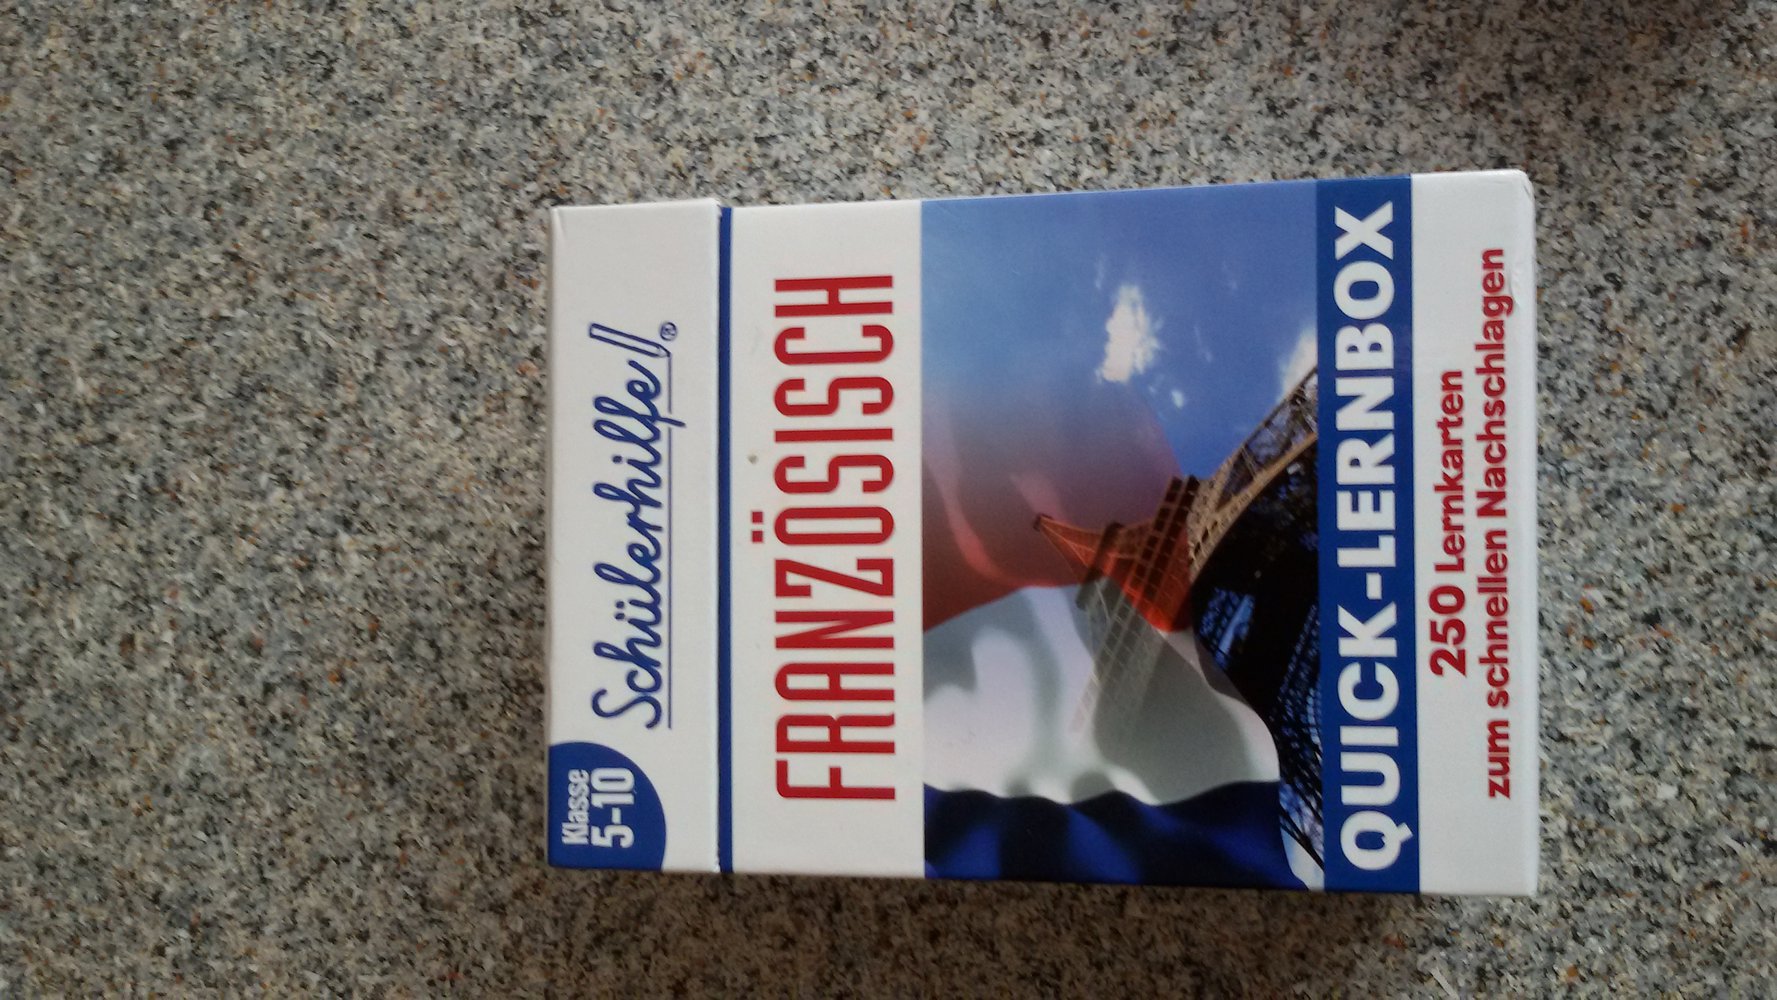 Klasse
5-10
Schülerhilfe!®
FRANZÖSISCH
QUICK-LERNBOX
250 Lernkarten
zum schnellen Nachschlagen